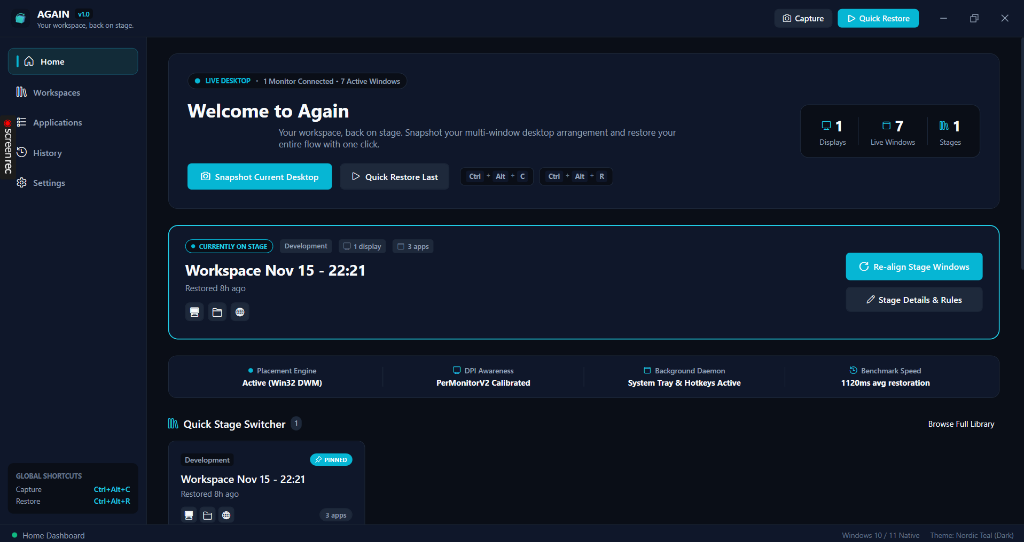 AGAIN v1.0
Your workspace, back on stage.
Capture
Quick Restore
Home
Workspaces
Applications
History
Settings
screenrec
GLOBAL SHORTCUTS
Capture Ctrl+Alt+C
Restore Ctrl+Alt+R
LIVE DESKTOP • 1 Monitor Connected • 7 Active Windows
Welcome to Again
Your workspace, back on stage. Snapshot your multi-window desktop arrangement and restore your
entire flow with one click.
Snapshot Current Desktop
Quick Restore Last
Ctrl + Alt + C
Ctrl + Alt + R
1
Displays
7
Live Windows
1
Stages
CURRENTLY ON STAGE
Development
1 display
3 apps
Workspace Nov 15 - 22:21
Restored 8h ago
Re-align Stage Windows
Stage Details & Rules
Placement Engine
Active (Win32 DWM)
DPI Awareness
PerMonitorV2 Calibrated
Background Daemon
System Tray & Hotkeys Active
Benchmark Speed
1120ms avg restoration
Quick Stage Switcher 1
Browse Full Library
Development
PINNED
Workspace Nov 15 - 22:21
Restored 8h ago
3 apps
Home Dashboard
Windows 10 / 11 Native
Theme: Nordic Teal (Dark)